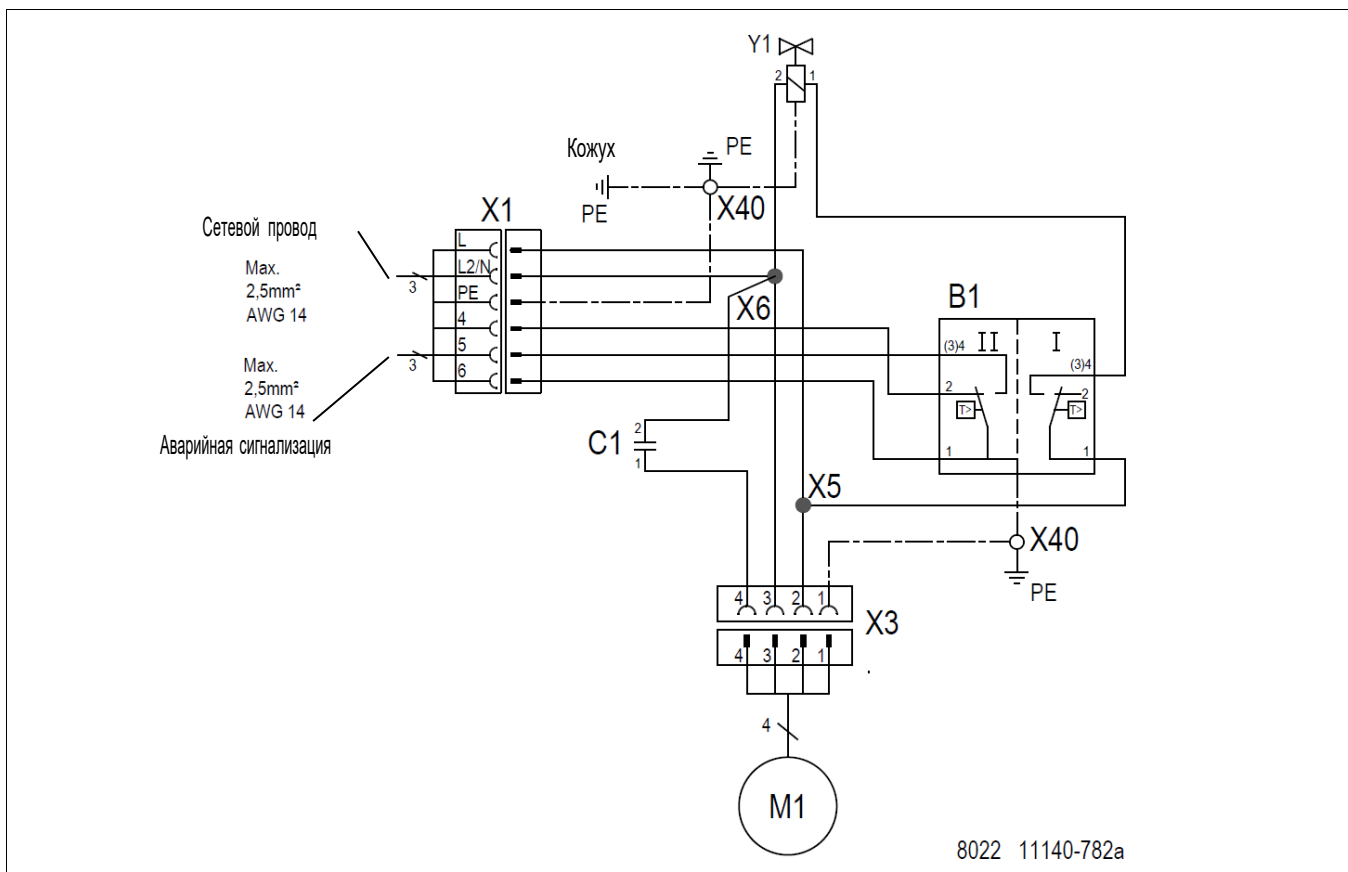 Y1
2 1
Кожух
PE
PE
X40
X1
Сетевой провод
Max.
2,5mm²
AWG 14
3
L
L2/N
PE
4
5
6
3
Max.
2,5mm²
AWG 14
Аварийная сигнализация
X6
B1
II I
(3)4
(3)4
2
2
T>
T>
1
1
C1
2
1
X5
X40
PE
4 3 2 1
X3
4 3 2 1
4
M1
8022 11140-782a